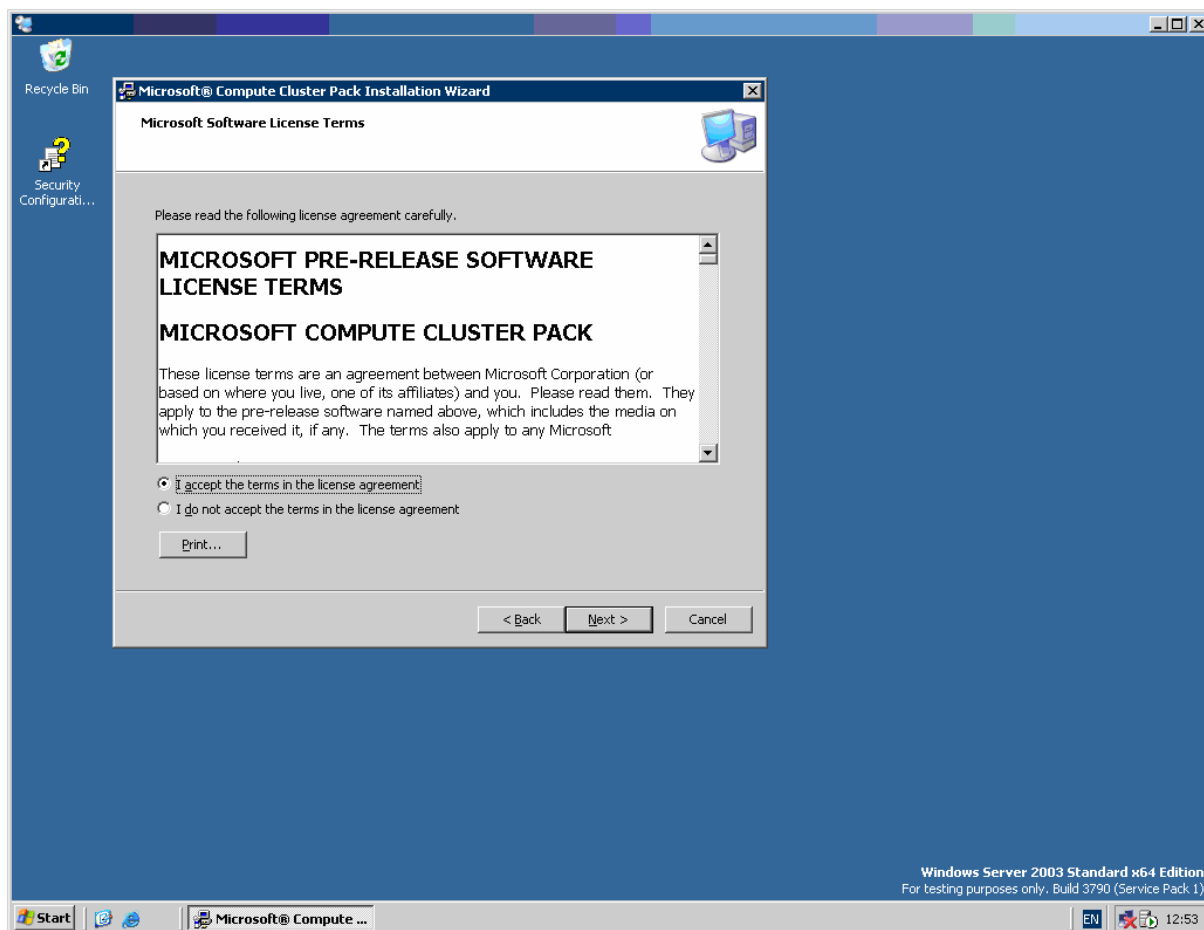 Recycle Bin
Security
Configurati...
Microsoft® Compute Cluster Pack Installation Wizard
Microsoft Software License Terms
Please read the following license agreement carefully.
MICROSOFT PRE-RELEASE SOFTWARE
LICENSE TERMS
MICROSOFT COMPUTE CLUSTER PACK
These license terms are an agreement between Microsoft Corporation (or
based on where you live, one of its affiliates) and you.  Please read them.  They
apply to the pre-release software named above, which includes the media on
which you received it, if any.  The terms also apply to any Microsoft
I accept the terms in the license agreement
I do not accept the terms in the license agreement
Print...
< Back
Next >
Cancel
Windows Server 2003 Standard x64 Edition
For testing purposes only. Build 3790 (Service Pack 1)
Start
Microsoft® Compute ...
EN
12:53